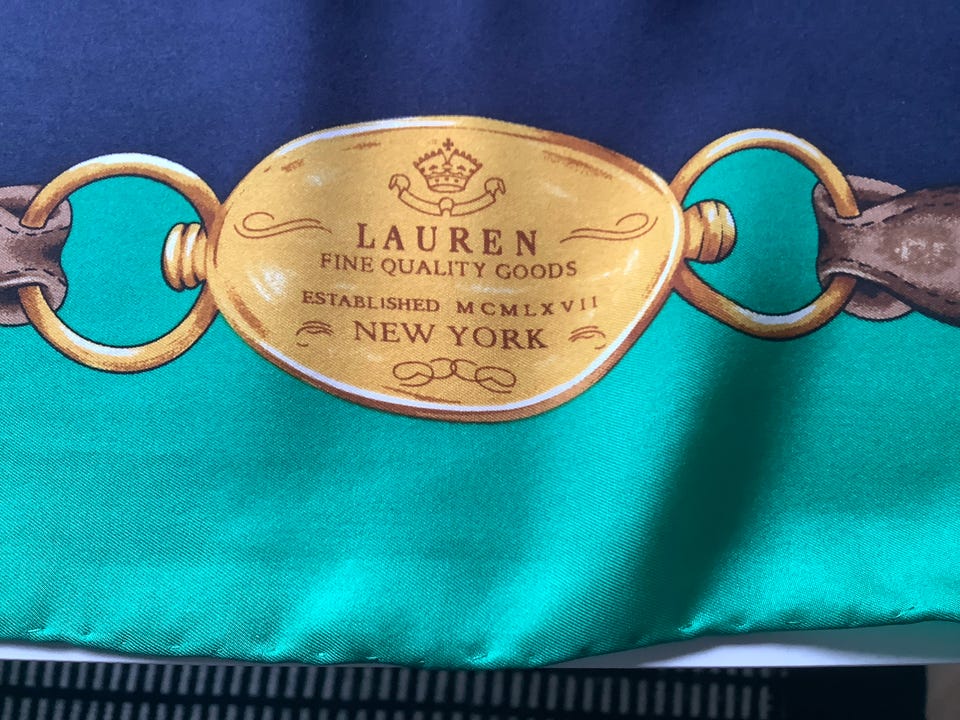 LAUREN
FINE QUALITY GOODS
ESTABLISHED MCMLXVII
NEW YORK